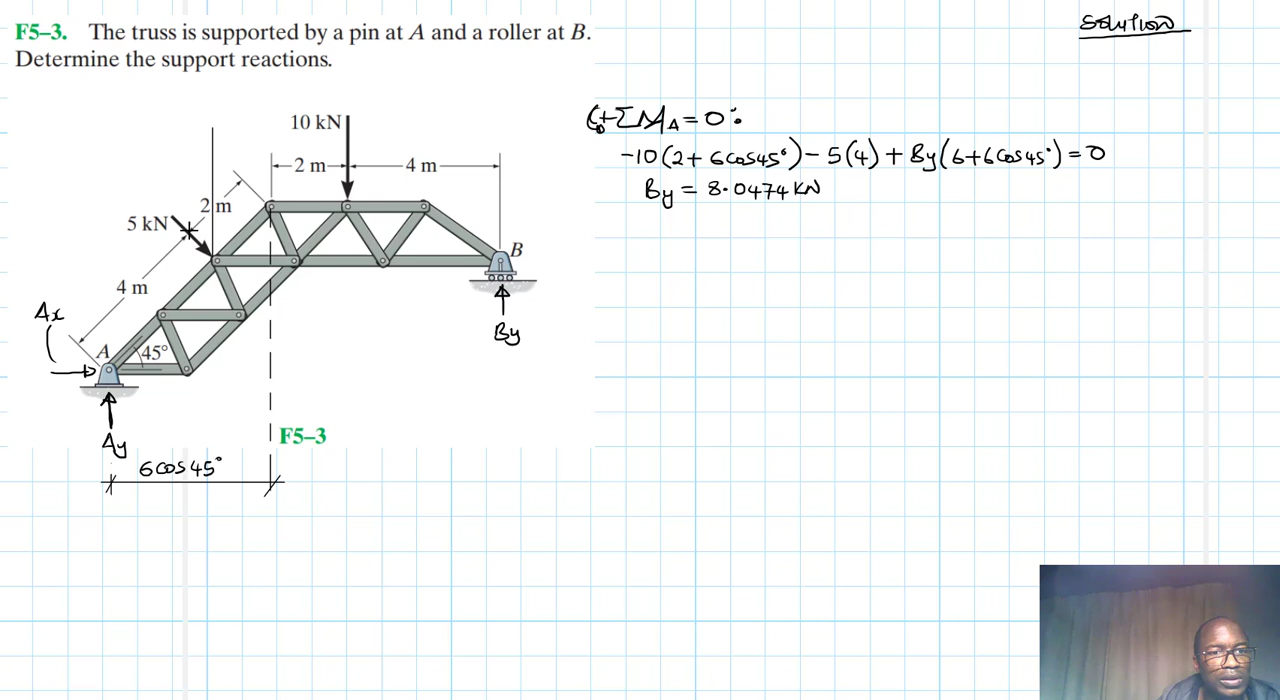 F5–3. The truss is supported by a pin at A and a roller at B.
Determine the support reactions.
Solution
10 kN
2 m
4 m
2 m
5 kN
4 m
A
45°
B
Ax
Ay
By
6cos45°
F5–3
↺+ΣMA=0:
-10(2+6cos45°)-5(4)+By(6+6cos45°)=0
By = 8.0474 kN